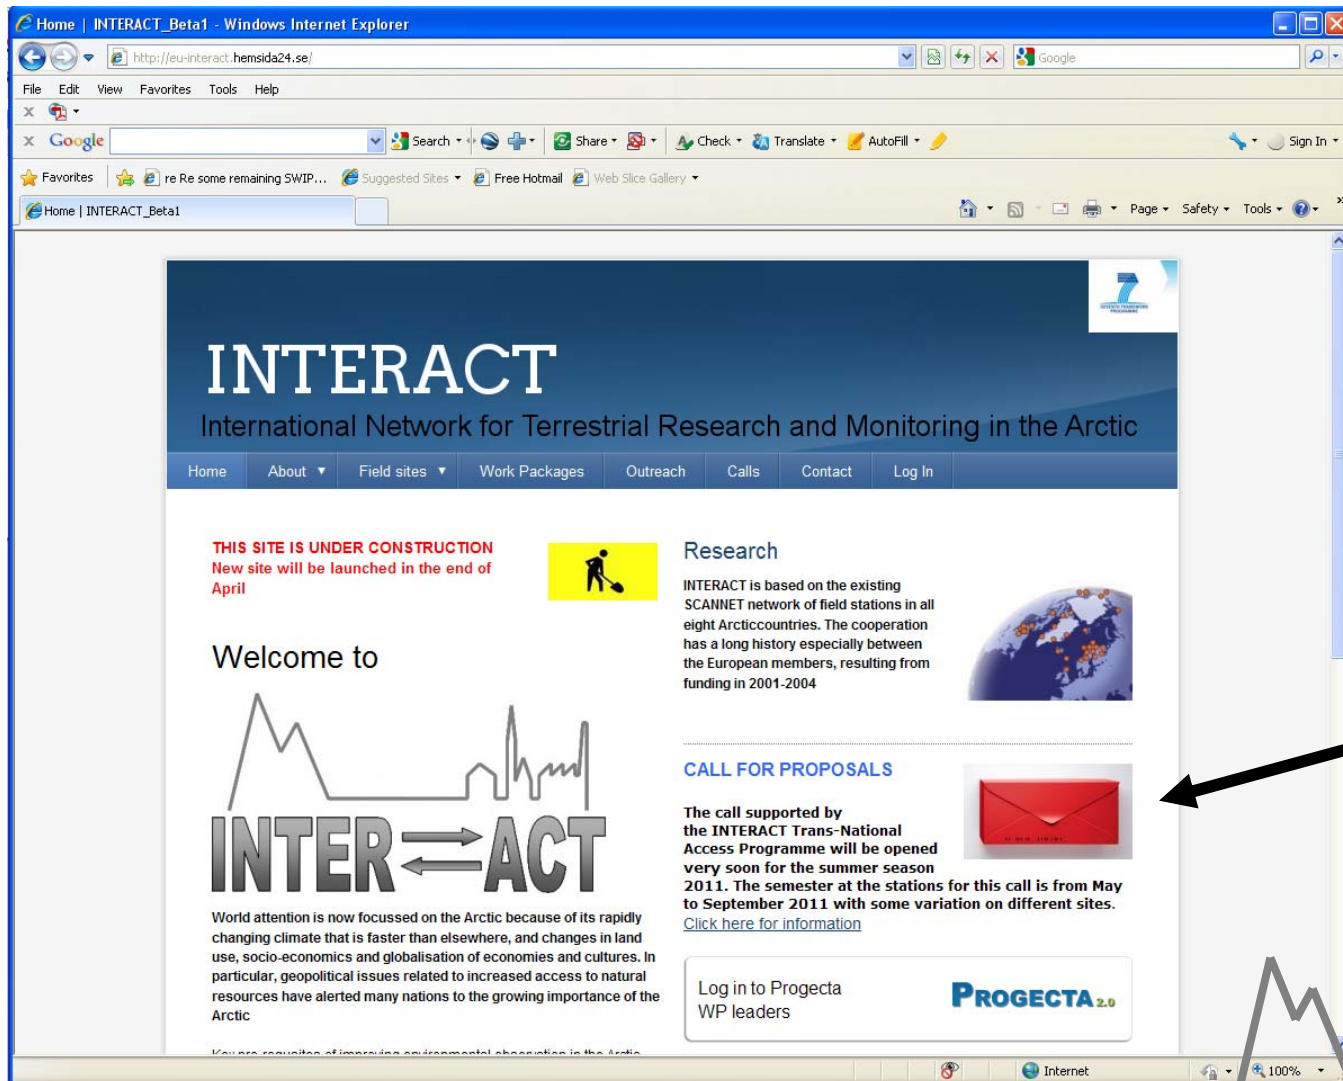 Home | INTERACT_Beta1 - Windows Internet Explorer
http://eu-interact.hemsida24.se/
Google
File Edit View Favorites Tools Help
x
x Google Search Share Check Translate AutoFill Sign In
Favorites re Re some remaining SWIP... Suggested Sites Free Hotmail Web Slice Gallery
Home | INTERACT_Beta1 Page Safety Tools
7
SEVENTH FRAMEWORK
PROGRAMME
INTERACT
International Network for Terrestrial Research and Monitoring in the Arctic
Home About Field sites Work Packages Outreach Calls Contact Log In
THIS SITE IS UNDER CONSTRUCTION
New site will be launched in the end of
April
Welcome to
INTER ACT
World attention is now focussed on the Arctic because of its rapidly
changing climate that is faster than elsewhere, and changes in land
use, socio-economics and globalisation of economies and cultures. In
particular, geopolitical issues related to increased access to natural
resources have alerted many nations to the growing importance of the
Arctic
Research
INTERACT is based on the existing
SCANNET network of field stations in all
eight Arcticcountries. The cooperation
has a long history especially between
the European members, resulting from
funding in 2001-2004
CALL FOR PROPOSALS
The call supported by
the INTERACT Trans-National
Access Programme will be opened
very soon for the summer season
2011. The semester at the stations for this call is from May
to September 2011 with some variation on different sites.
Click here for information
Log in to Progecta
WP leaders
PROGECTA 2.0
Internet 100%